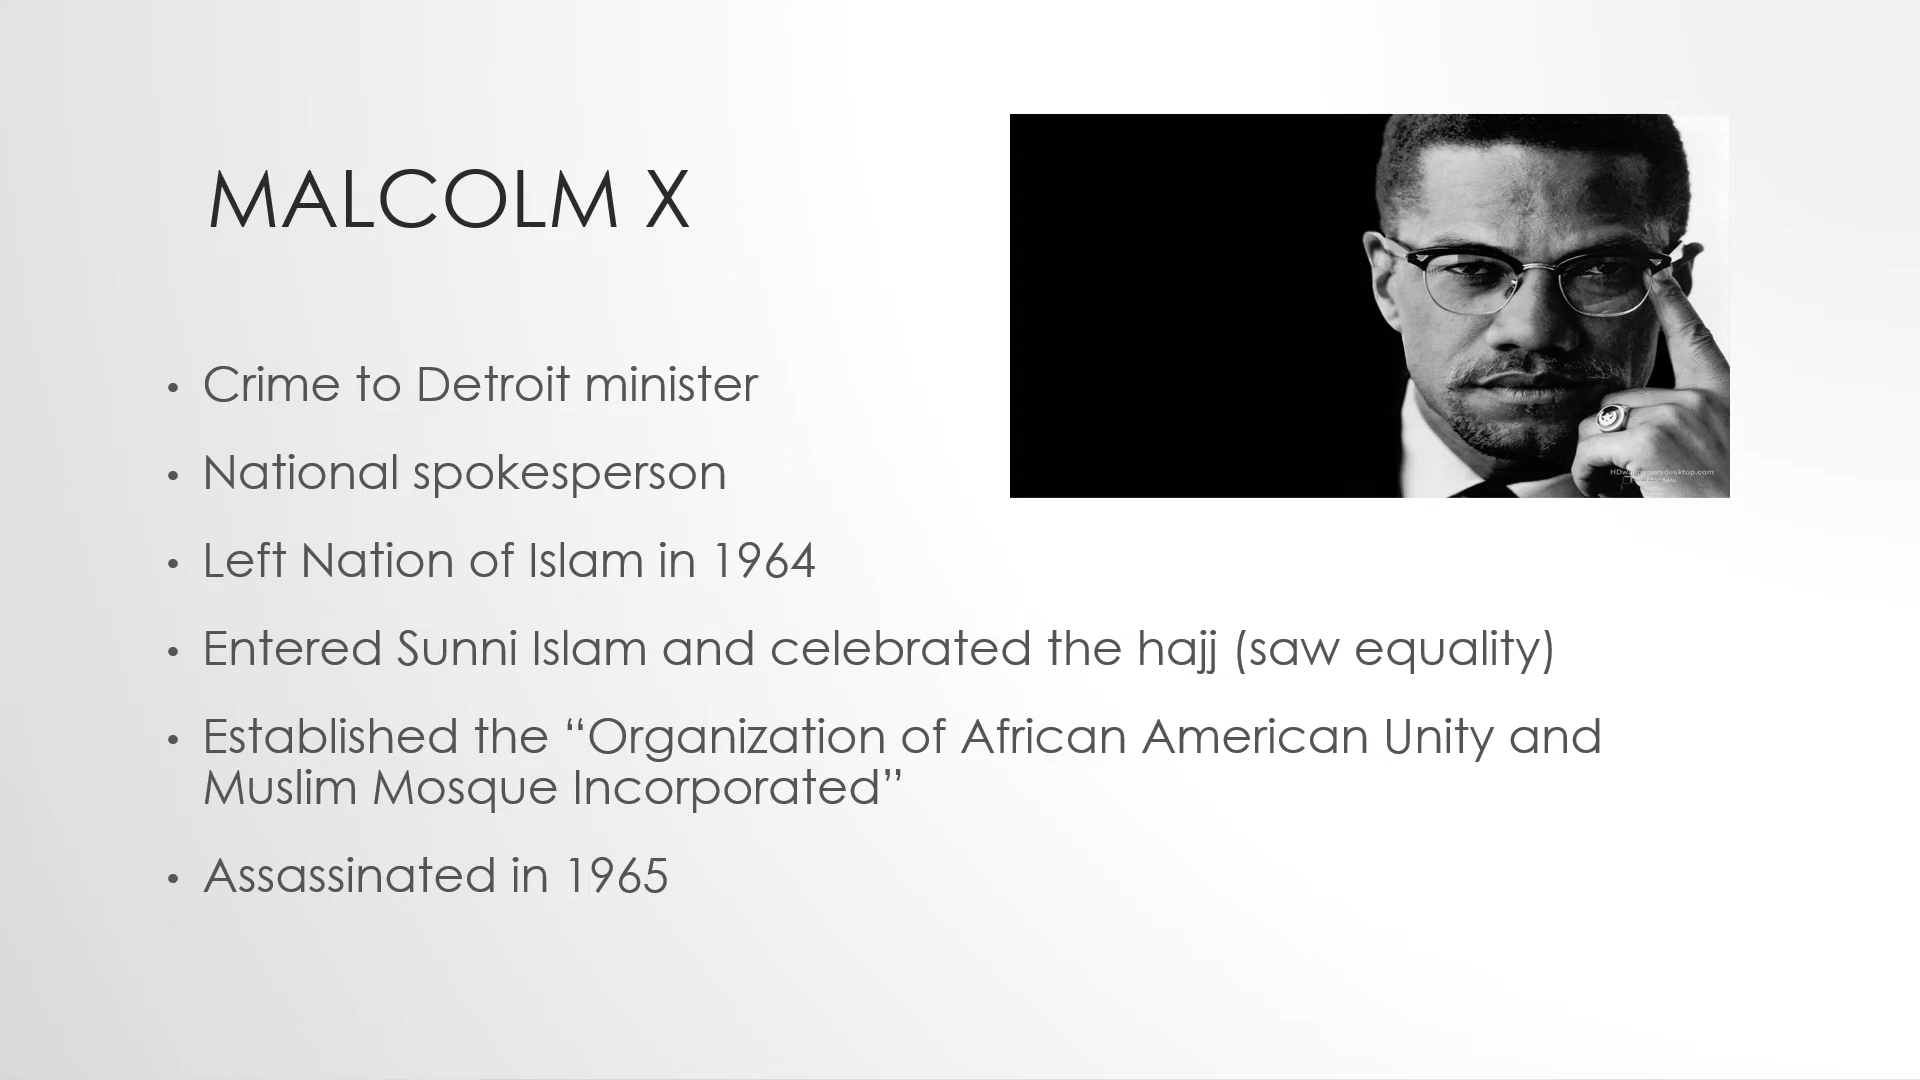 MALCOLM X
• Crime to Detroit minister
• National spokesperson
• Left Nation of Islam in 1964
• Entered Sunni Islam and celebrated the hajj (saw equality)
• Established the “Organization of African American Unity and
Muslim Mosque Incorporated”
• Assassinated in 1965